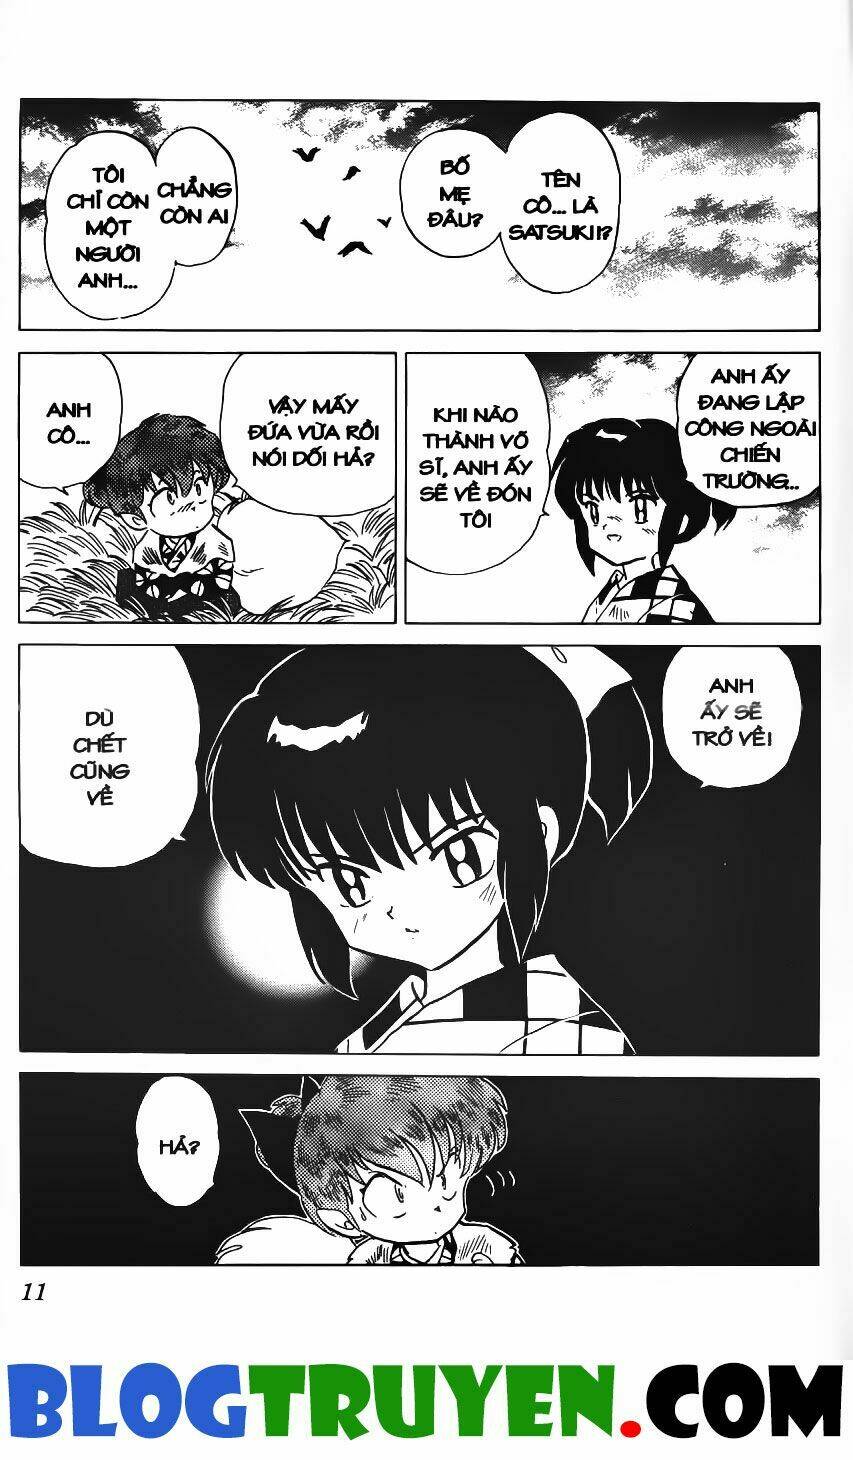 TÊN
CÔ... LÀ
SATSUKI!?
BỐ
MẸ
ĐÂU?
CHẲNG
CÒN AI
TÔI
CHỈ CÒN
MỘT
NGƯỜI
ANH...
ANH ẤY
ĐANG LẬP
CÔNG NGOÀI
CHIẾN
TRƯỜNG...
KHI NÀO
THÀNH VÕ
SĨ, ANH ẤY
SẼ VỀ ĐÓN
TÔI
VẬY MẤY
ĐỨA VỪA RỒI
NÓI DỐI HẢ?
ANH
CÔ...
ANH
ẤY SẼ
TRỞ VỀ!
DÙ
CHẾT
CŨNG
VỀ
HẢ?
11
BLOGTRUYEN.COM